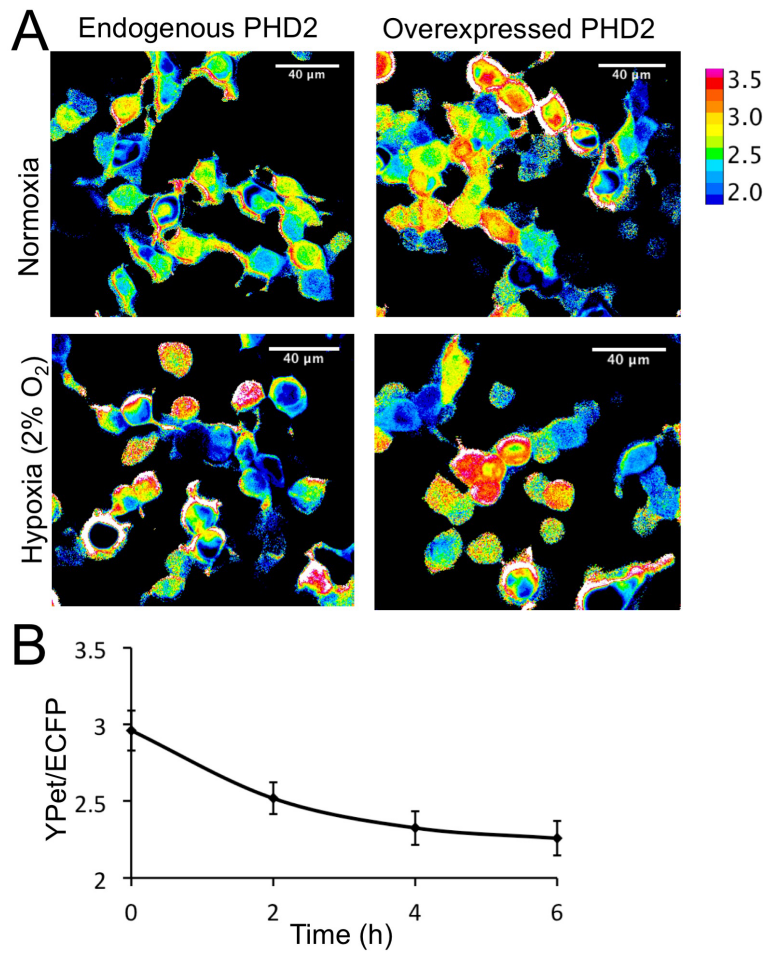 A
Endogenous PHD2
Overexpressed PHD2
Normoxia
40 µm
40 µm
3.5
3.0
2.5
2.0
Hypoxia (2% O₂)
40 µm
40 µm
B
YPet/ECFP
3.5
3
2.5
2
0
2
4
6
Time (h)